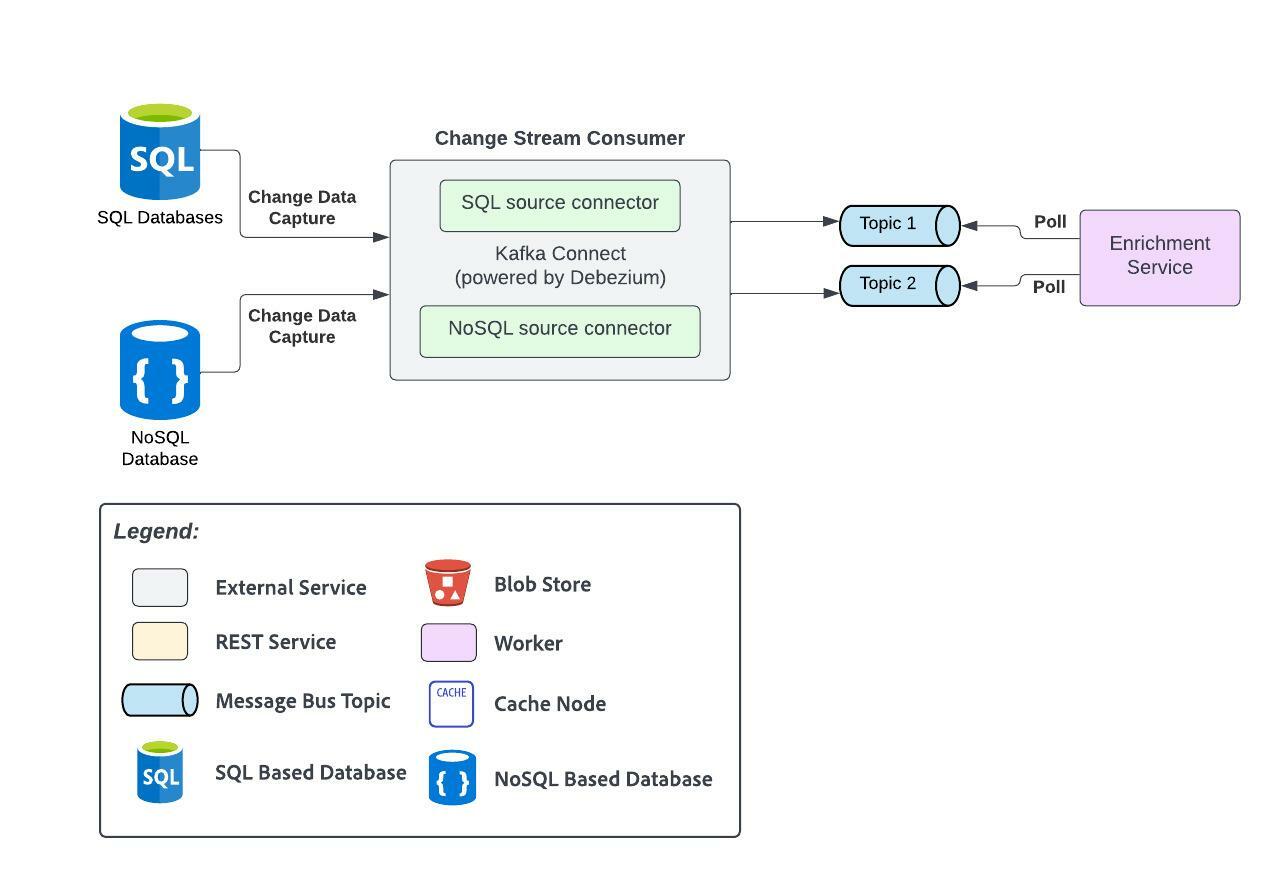 SQL
SQL Databases
Change Data
Capture
Change Stream Consumer
SQL source connector
Kafka Connect
(powered by Debezium)
NoSQL source connector
Topic 1
Topic 2
Poll
Poll
Enrichment
Service
Change Data
Capture
{ }
NoSQL
Database
Legend:
External Service
Blob Store
REST Service
Worker
Message Bus Topic
CACHE
Cache Node
SQL
SQL Based Database
{ }
NoSQL Based Database